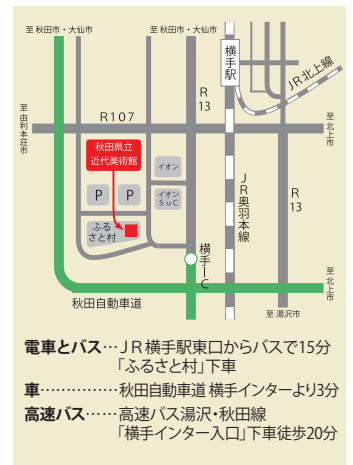 至 秋田市・大仙市
至 秋田市・大仙市
横手駅
JR北上線
R13
至 由利本荘市
R107
至 北上市
秋田県立
近代美術館
イオン
P
P
イオン
SuC
JR奥羽本線
R13
ふる
さと村
横手IC
至 北上市
秋田自動車道
至 湯沢市
電車とバス…JR横手駅東口からバスで15分
「ふるさと村」下車
車……………秋田自動車道 横手インターより3分
高速バス……高速バス湯沢・秋田線
「横手インター入口」下車徒歩20分